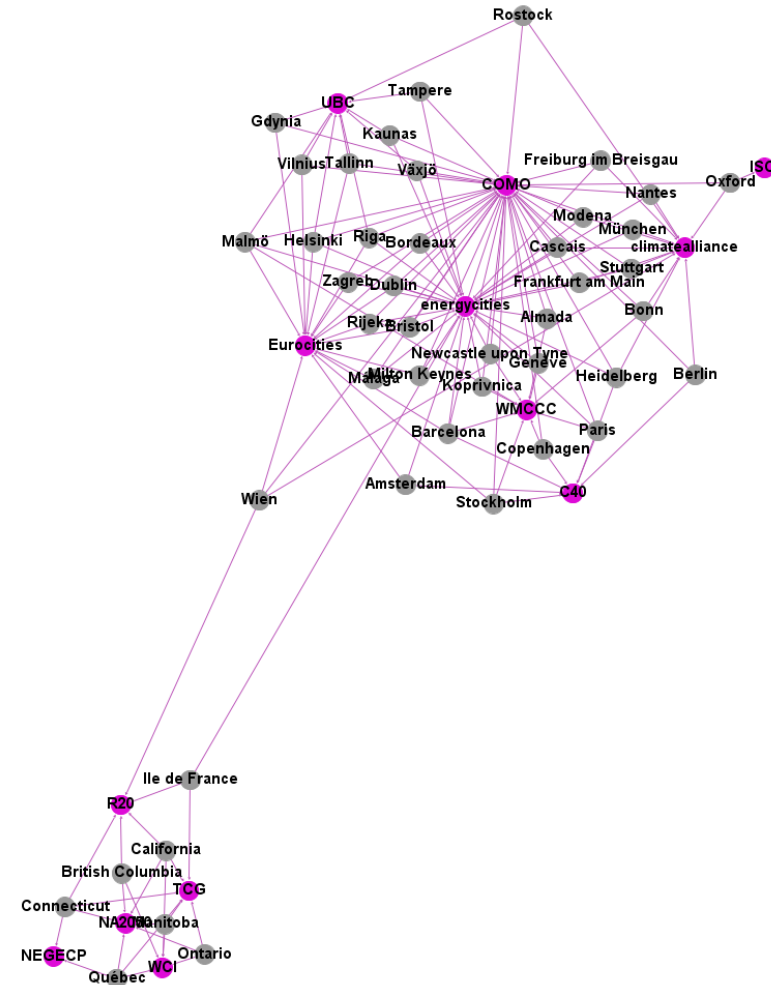 Rostock
UBC
Tampere
Gdynia
Kaunas
Vilnius
Tallinn
Växjö
Freiburg im Breisgau
COMO
Oxford
Nantes
Modena
München
Malmö
Helsinki
Riga
Bordeaux
Cascais
climatealliance
Stuttgart
Zagreb
Dublin
Frankfurt am Main
energycities
Almada
Bonn
Rijeka
Bristol
Eurocities
Newcastle upon Tyne
Genève
Malaga
Milton Keynes
Koprivnica
Heidelberg
Berlin
WMCCC
Barcelona
Paris
Copenhagen
Amsterdam
C40
Wien
Stockholm
Ile de France
R20
California
British Columbia
TCG
Connecticut
Manitoba
NEGECP
WCI
Ontario
Québec